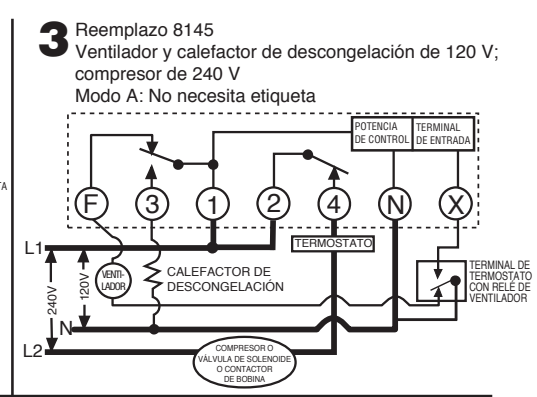 3 Reemplazo 8145
Ventilador y calefactor de descongelación de 120 V;
compresor de 240 V
Modo A: No necesita etiqueta
POTENCIA
DE CONTROL
TERMINAL
DE ENTRADA
TA
F
3
1
2
4
N
X
L1
TERMOSTATO
240V
120V
VENTI-
LADOR
CALEFACTOR DE
DESCONGELACIÓN
TERMINAL DE
TERMOSTATO
CON RELÉ DE
VENTILADOR
N
L2
COMPRESOR O
VÁLVULA DE SOLENOIDE
O CONTACTOR
DE BOBINA